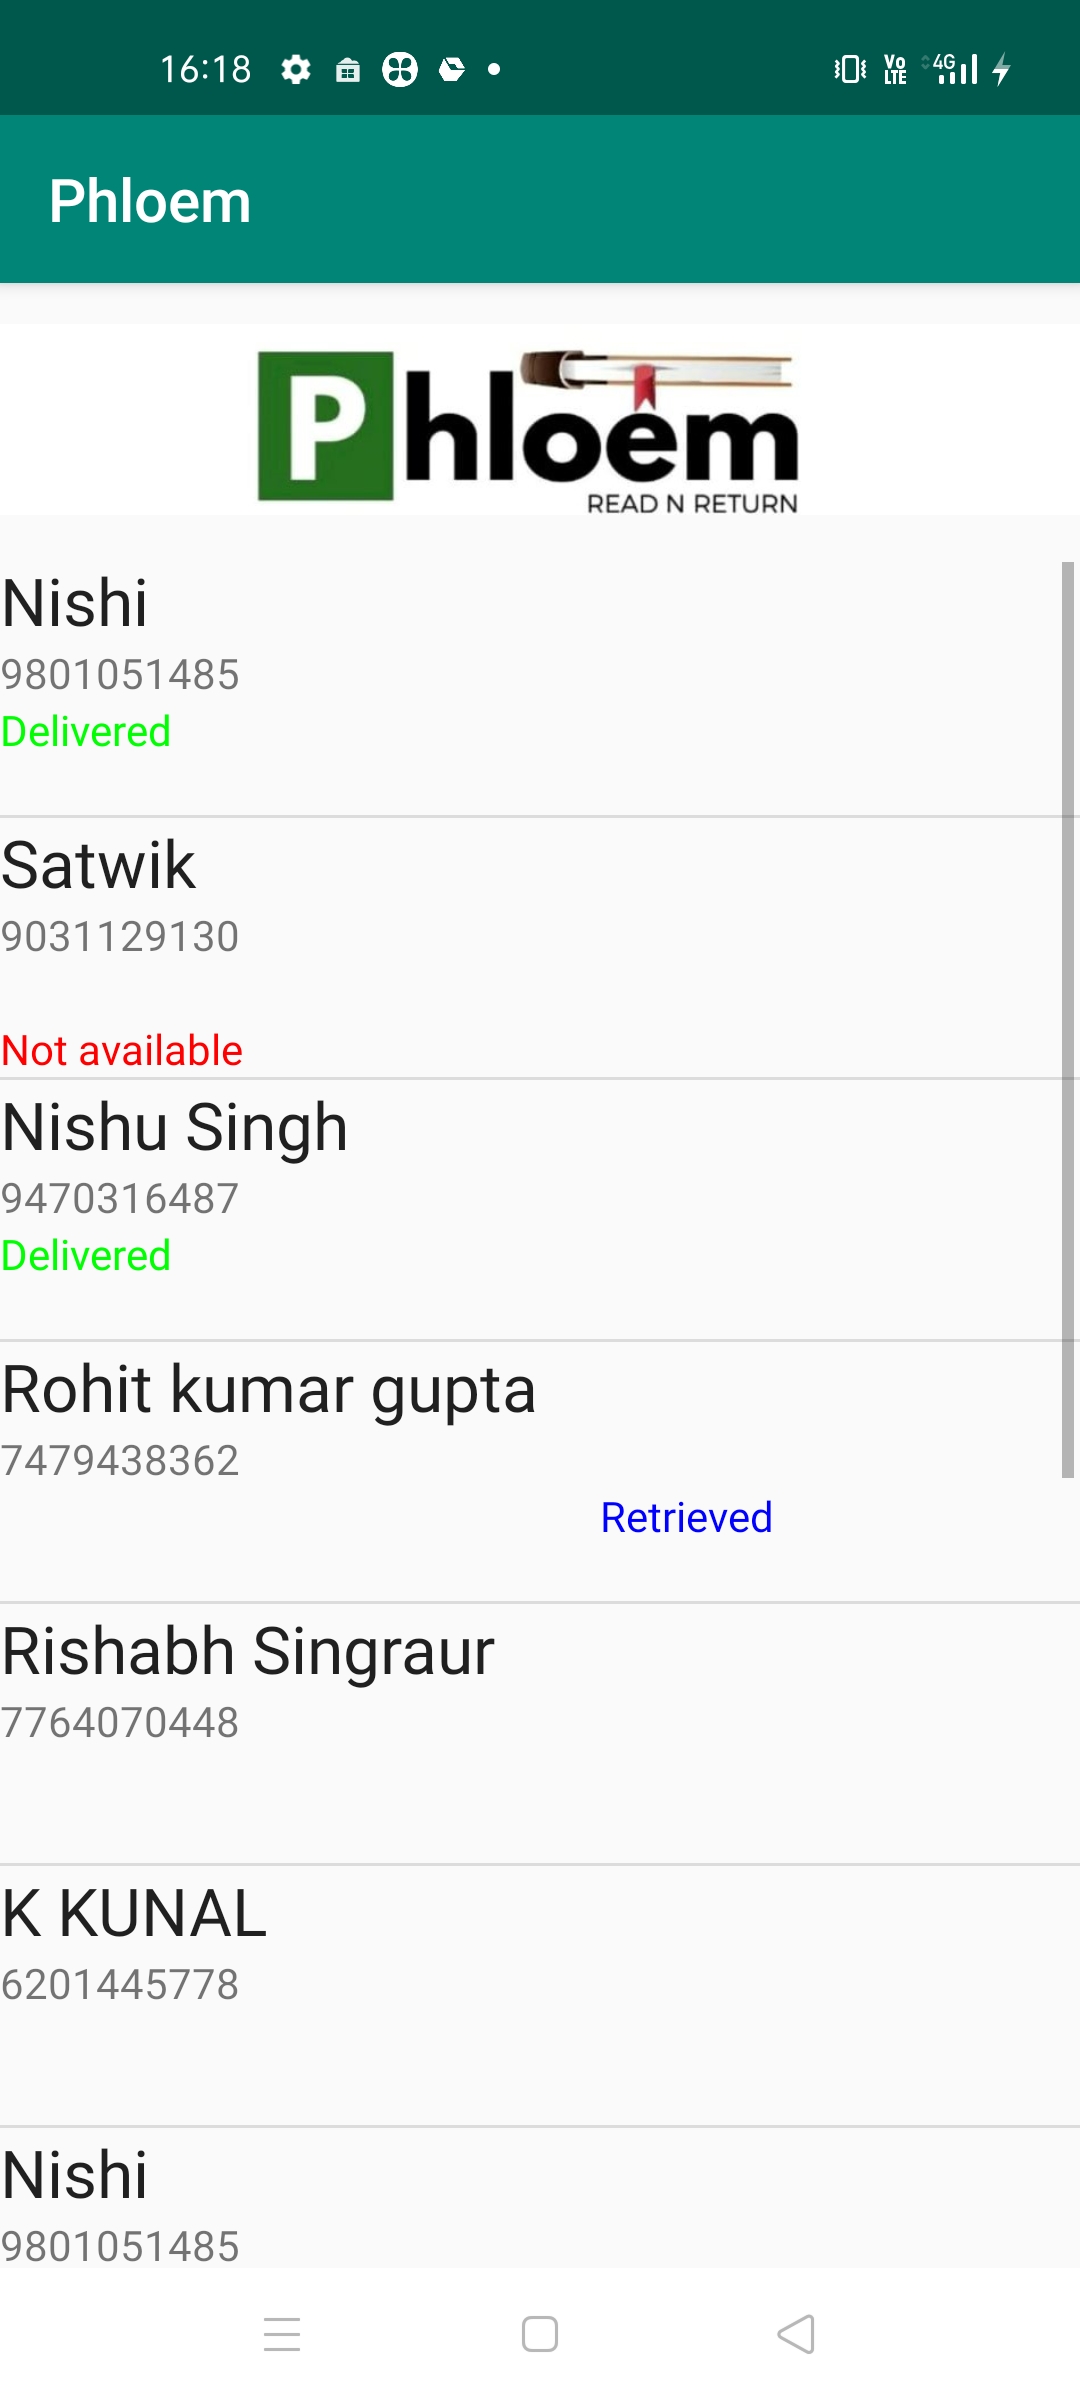 16:18
Vo LTE 4G
Phloem
Phloem
READ N RETURN
Nishi
9801051485
Delivered
Satwik
9031129130
Not available
Nishu Singh
9470316487
Delivered
Rohit kumar gupta
7479438362
Retrieved
Rishabh Singraur
7764070448
K KUNAL
6201445778
Nishi
9801051485